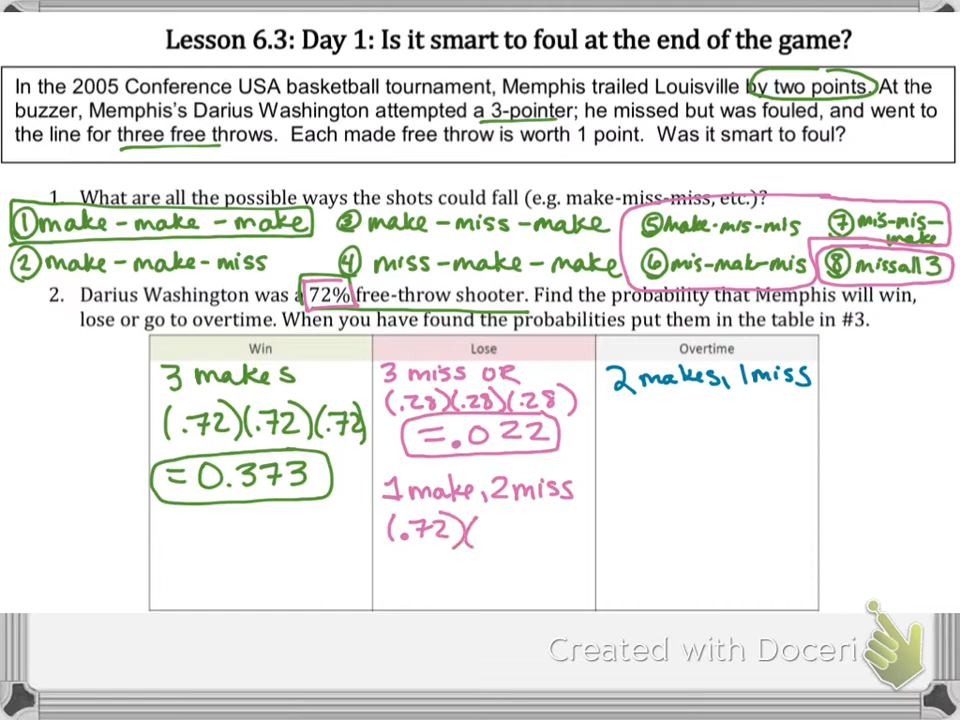 Lesson 6.3: Day 1: Is it smart to foul at the end of the game?
In the 2005 Conference USA basketball tournament, Memphis trailed Louisville by two points. At the
buzzer, Memphis's Darius Washington attempted a 3-pointer; he missed but was fouled, and went to
the line for three free throws. Each made free throw is worth 1 point. Was it smart to foul?
1. What are all the possible ways the shots could fall (e.g. make-miss-miss, etc.)?
① make - make - make ③ make - miss - make ⑤ make - mis - mis ⑦ mis - mis - make
② make - make - miss ④ miss - make - make ⑥ mis - mak - mis ⑧ miss all 3
2. Darius Washington was a 72% free-throw shooter. Find the probability that Memphis will win,
lose or go to overtime. When you have found the probabilities put them in the table in #3.
Win Lose Overtime
3 makes 3 miss OR 2 makes, 1 miss
(.72)(.72)(.72) (.28)(.28)(.28)
= 0.373 = .022
1 make, 2 miss
(.72)(
Created with Doceri